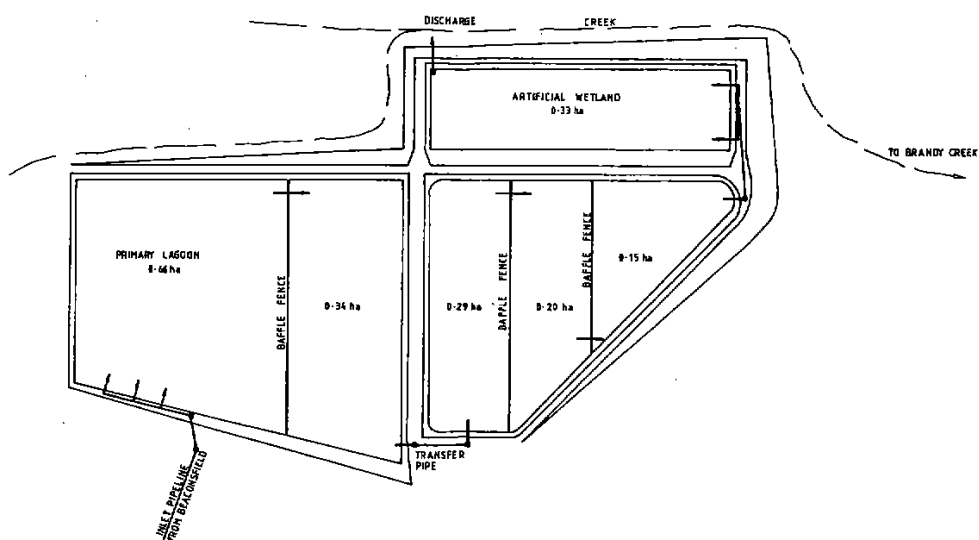 DISCHARGE
CREEK
ARTIFICIAL WETLAND
0·33 ha
TO BRANDY CREEK
PRIMARY LAGOON
0·66 ha
BAFFLE FENCE
0·34 ha
0·29 ha
BAFFLE FENCE
0·20 ha
BAFFLE FENCE
0·15 ha
TRANSFER
PIPE
INLET PIPELINE
FROM BEACONSFIELD